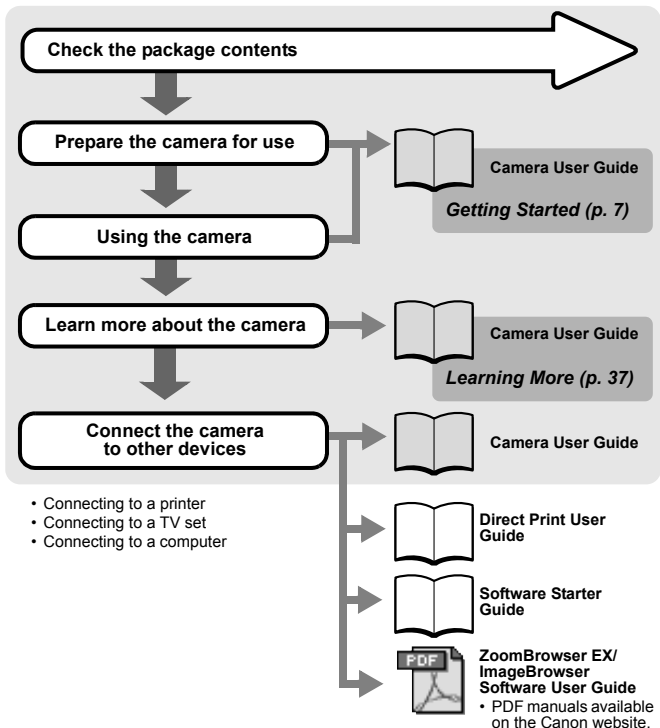 Check the package contents
Prepare the camera for use
Camera User Guide
Getting Started (p. 7)
Using the camera
Learn more about the camera
Camera User Guide
Learning More (p. 37)
Connect the camera
to other devices
Camera User Guide
• Connecting to a printer
• Connecting to a TV set
• Connecting to a computer
Direct Print User
Guide
Software Starter
Guide
PDF
ZoomBrowser EX/
ImageBrowser
Software User Guide
• PDF manuals available
on the Canon website.